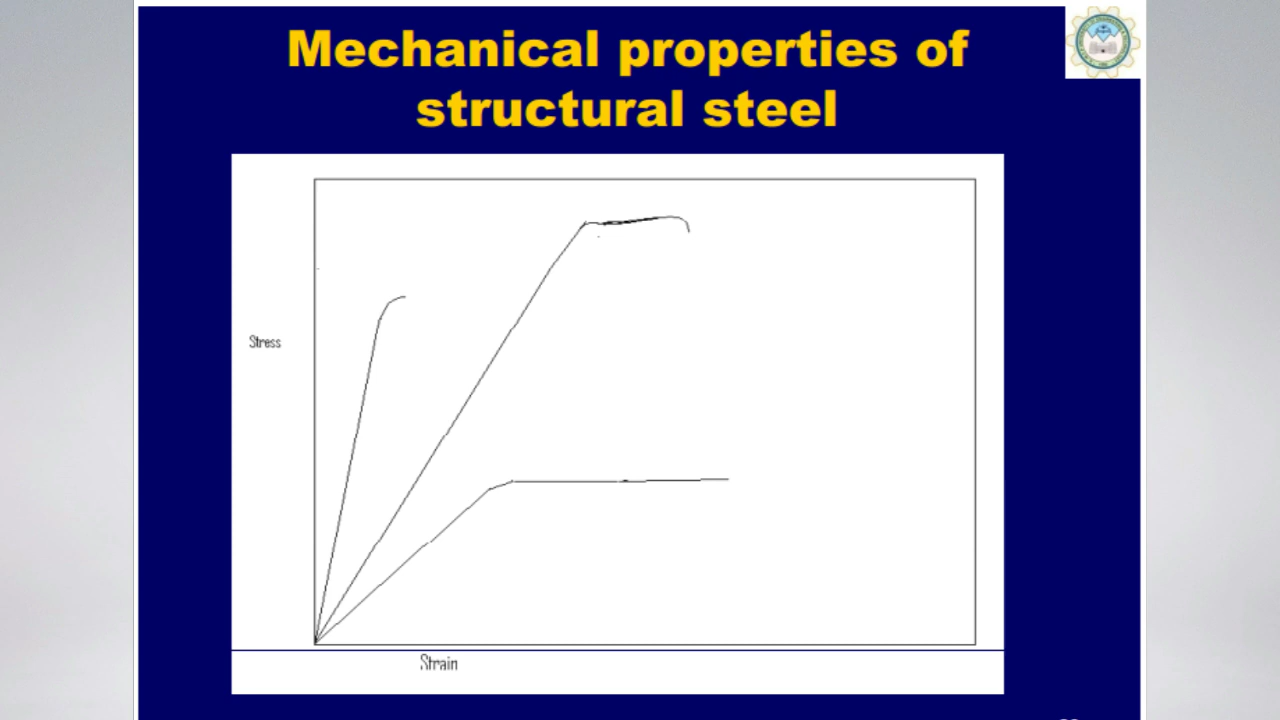 Mechanical properties of
structural steel
Stress
Strain